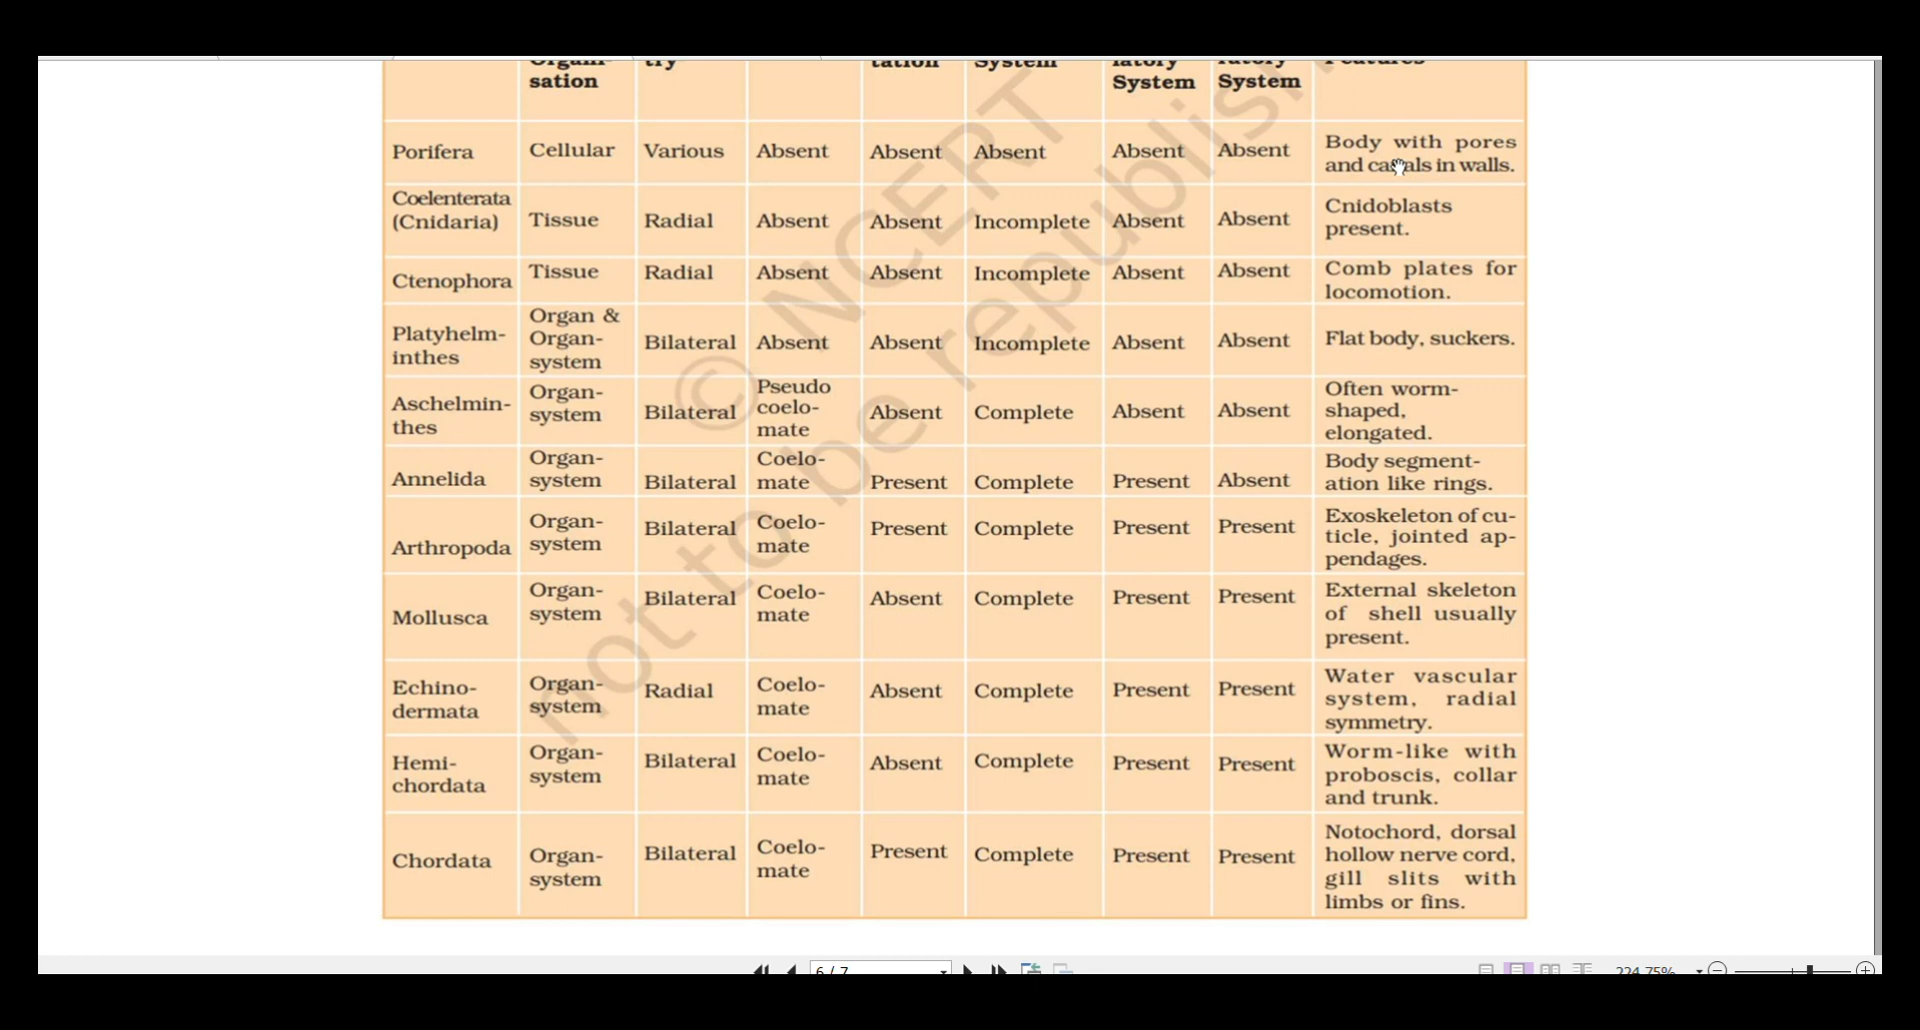 sation
tation System latory System System Features
Porifera Cellular Various Absent Absent Absent Absent Absent Body with pores
and canals in walls.
Coelenterata
(Cnidaria) Tissue Radial Absent Absent Incomplete Absent Absent Cnidoblasts
present.
Ctenophora Tissue Radial Absent Absent Incomplete Absent Absent Comb plates for
locomotion.
Platyhelm-
inthes Organ &
Organ-
system Bilateral Absent Absent Incomplete Absent Absent Flat body, suckers.
Aschelmin-
thes Organ-
system Bilateral Pseudo
coelo-
mate Absent Complete Absent Absent Often worm-
shaped,
elongated.
Annelida Organ-
system Bilateral Coelo-
mate Present Complete Present Absent Body segment-
ation like rings.
Arthropoda Organ-
system Bilateral Coelo-
mate Present Complete Present Present Exoskeleton of cu-
ticle, jointed ap-
pendages.
Mollusca Organ-
system Bilateral Coelo-
mate Absent Complete Present Present External skeleton
of shell usually
present.
Echino-
dermata Organ-
system Radial Coelo-
mate Absent Complete Present Present Water vascular
system, radial
symmetry.
Hemi-
chordata Organ-
system Bilateral Coelo-
mate Absent Complete Present Present Worm-like with
proboscis, collar
and trunk.
Chordata Organ-
system Bilateral Coelo-
mate Present Complete Present Present Notochord, dorsal
hollow nerve cord,
gill slits with
limbs or fins.
© NCERT
not to be republish
6 / 7
224.75%